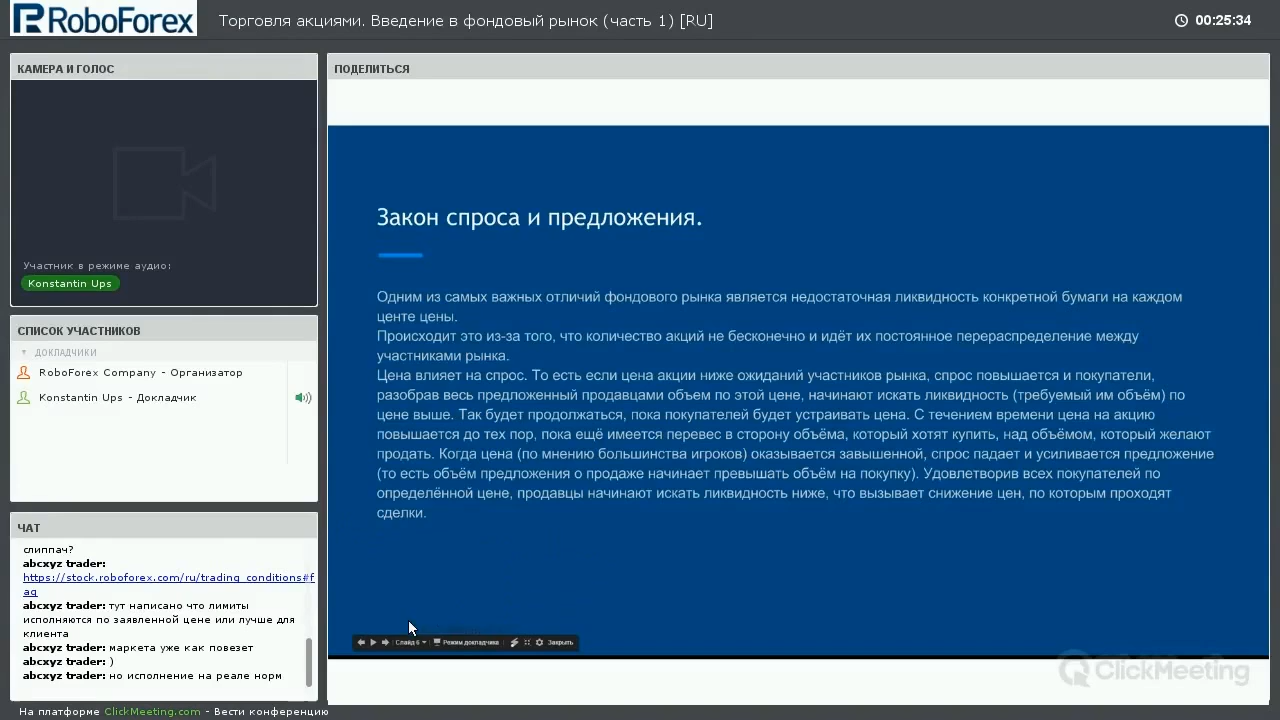 RoboForex
Торговля акциями. Введение в фондовый рынок (часть 1) [RU]
00:25:34
КАМЕРА И ГОЛОС
Участник в режиме аудио:
Konstantin Ups
СПИСОК УЧАСТНИКОВ
ДОКЛАДЧИКИ
RoboForex Company - Организатор
Konstantin Ups - Докладчик
ЧАТ
слиппач?
abcxyz trader:
https://stock.roboforex.com/ru/trading_conditions#f
aq
abcxyz trader: тут написано что лимиты
исполняются по заявленной цене или лучше для
клиента
abcxyz trader: маркета уже как повезет
abcxyz trader: )
abcxyz trader: но исполнение на реале норм
ПОДЕЛИТЬСЯ
Закон спроса и предложения.
Одним из самых важных отличий фондового рынка является недостаточная ликвидность конкретной бумаги на каждом
центе цены.
Происходит это из-за того, что количество акций не бесконечно и идёт их постоянное перераспределение между
участниками рынка.
Цена влияет на спрос. То есть если цена акции ниже ожиданий участников рынка, спрос повышается и покупатели,
разобрав весь предложенный продавцами объем по этой цене, начинают искать ликвидность (требуемый им объём) по
цене выше. Так будет продолжаться, пока покупателей будет устраивать цена. С течением времени цена на акцию
повышается до тех пор, пока ещё имеется перевес в сторону объёма, который хотят купить, над объёмом, который желают
продать. Когда цена (по мнению большинства игроков) оказывается завышенной, спрос падает и усиливается предложение
(то есть объём предложения о продаже начинает превышать объём на покупку). Удовлетворив всех покупателей по
определённой цене, продавцы начинают искать ликвидность ниже, что вызывает снижение цен, по которым проходят
сделки.
Слайд 6
Режим докладчика
Закрыть
ClickMeeting
На платформе ClickMeeting.com - Вести конференцию